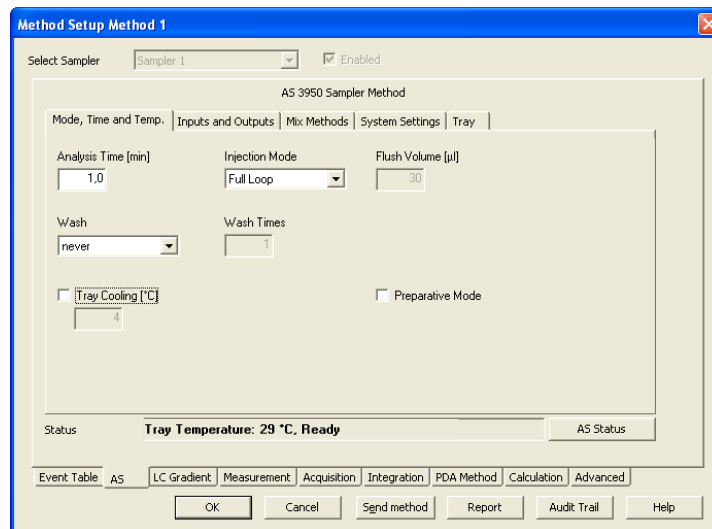 Method Setup Method 1
Select Sampler Sampler 1 Enabled
AS 3950 Sampler Method
Mode, Time and Temp. Inputs and Outputs Mix Methods System Settings Tray
Analysis Time [min] Injection Mode Flush Volume [µl]
1,0 Full Loop 30
Wash Wash Times
never 1
Tray Cooling [°C] Preparative Mode
4
Status Tray Temperature: 29 °C, Ready AS Status
Event Table AS LC Gradient Measurement Acquisition Integration PDA Method Calculation Advanced
OK Cancel Send method Report Audit Trail Help